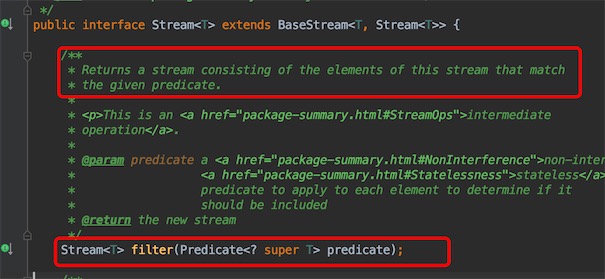 */
public interface Stream<T> extends BaseStream<T, Stream<T>> {
/**
* Returns a stream consisting of the elements of this stream that match
* the given predicate.
*
* <p>This is an <a href="package-summary.html#StreamOps">intermediate
* operation</a>.
*
* @param predicate a <a href="package-summary.html#NonInterference">non-inter
* <a href="package-summary.html#Statelessness">stateless</a>
* predicate to apply to each element to determine if it
* should be included
* @return the new stream
*/
Stream<T> filter(Predicate<? super T> predicate);
/**